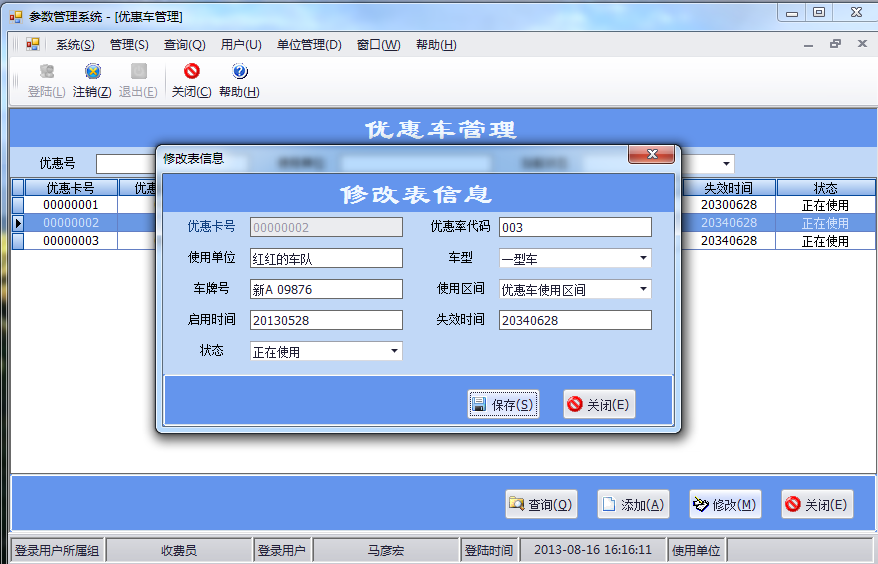 参数管理系统 - [优惠车管理]
系统(S) 管理(S) 查询(Q) 用户(U) 单位管理(D) 窗口(W) 帮助(H)
登陆(L) 注销(Z) 退出(E) 关闭(C) 帮助(H)
优惠车管理
优惠号
修改表信息
优惠卡号 优惠 失效时间 状态
00000001 20300628 正在使用
00000002 20340628 正在使用
00000003 20340628 正在使用
修改表信息
优惠卡号 00000002 优惠率代码 003
使用单位 红红的车队 车型 一型车
车牌号 新A 09876 使用区间 优惠车使用区间
启用时间 20130528 失效时间 20340628
状态 正在使用
保存(S) 关闭(E)
查询(Q) 添加(A) 修改(M) 关闭(E)
登录用户所属组 收费员 登录用户 马彦宏 登陆时间 2013-08-16 16:16:11 使用单位